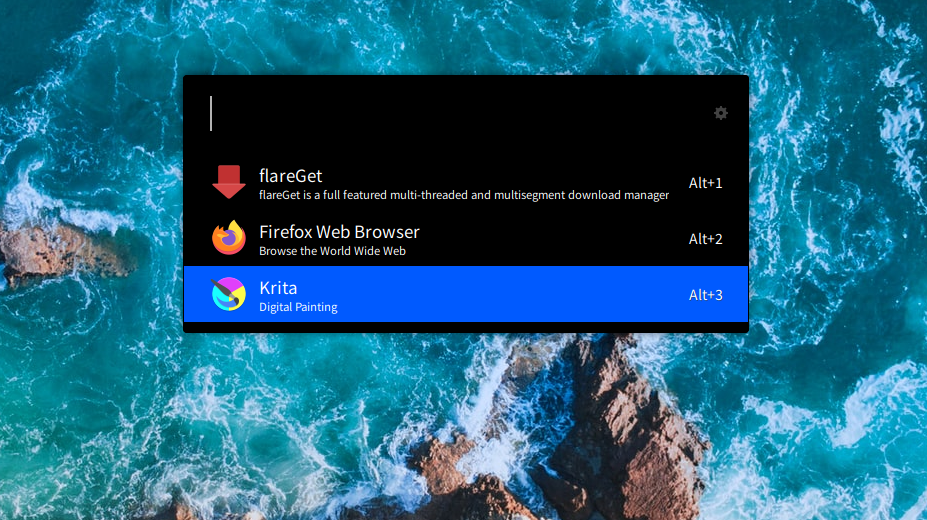 flareGet
flareGet is a full featured multi-threaded and multisegment download manager
Alt+1
Firefox Web Browser
Browse the World Wide Web
Alt+2
Krita
Digital Painting
Alt+3